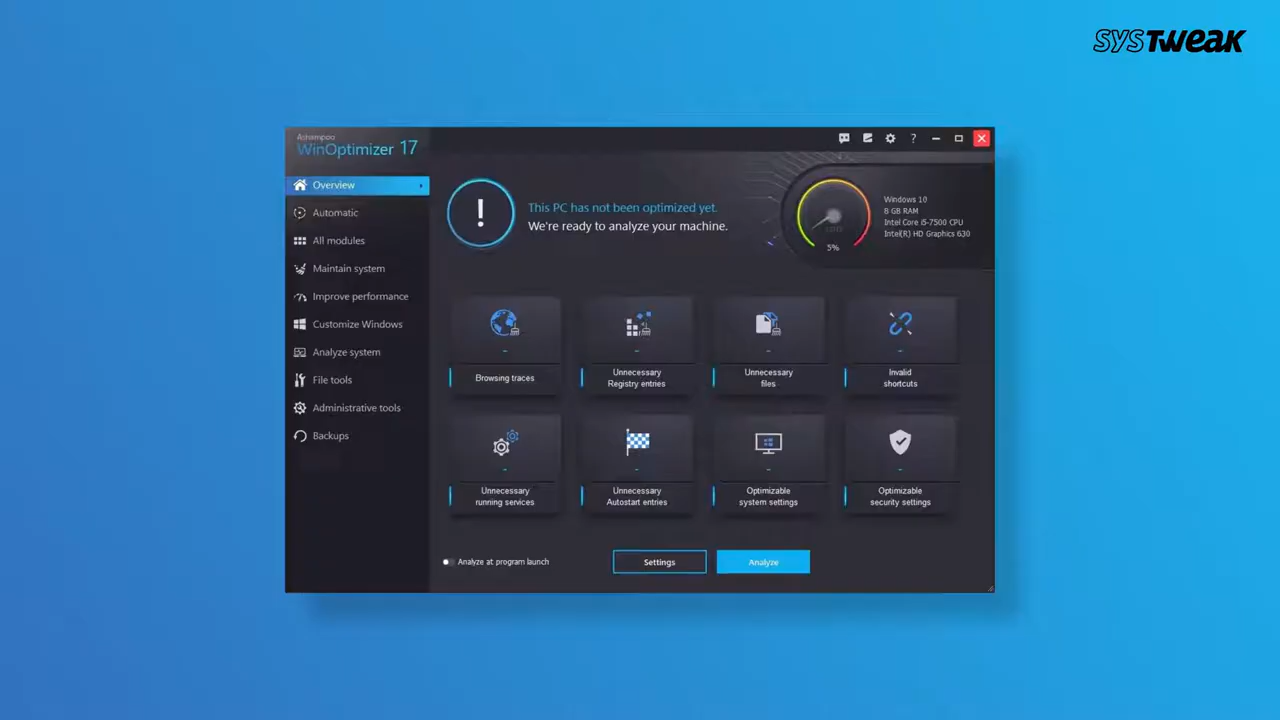 SYSTWEAK
Ashampoo
WinOptimizer 17
Overview
Automatic
All modules
Maintain system
Improve performance
Customize Windows
Analyze system
File tools
Administrative tools
Backups
?
!
This PC has not been optimized yet.
We're ready to analyze your machine.
5%
Windows 10
8 GB RAM
Intel Core i5-7500 CPU
Intel(R) HD Graphics 630
-
Browsing traces
-
Unnecessary
Registry entries
-
Unnecessary
files
-
Invalid
shortcuts
-
Unnecessary
running services
-
Unnecessary
Autostart entries
-
Optimizable
system settings
-
Optimizable
security settings
Analyze at program launch
Settings
Analyze